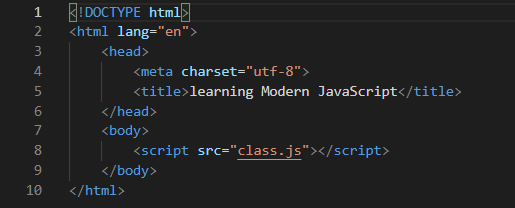 1 <!DOCTYPE html>
2 <html lang="en">
3     <head>
4         <meta charset="utf-8">
5         <title>learning Modern JavaScript</title>
6     </head>
7     <body>
8         <script src="class.js"></script>
9     </body>
10 </html>